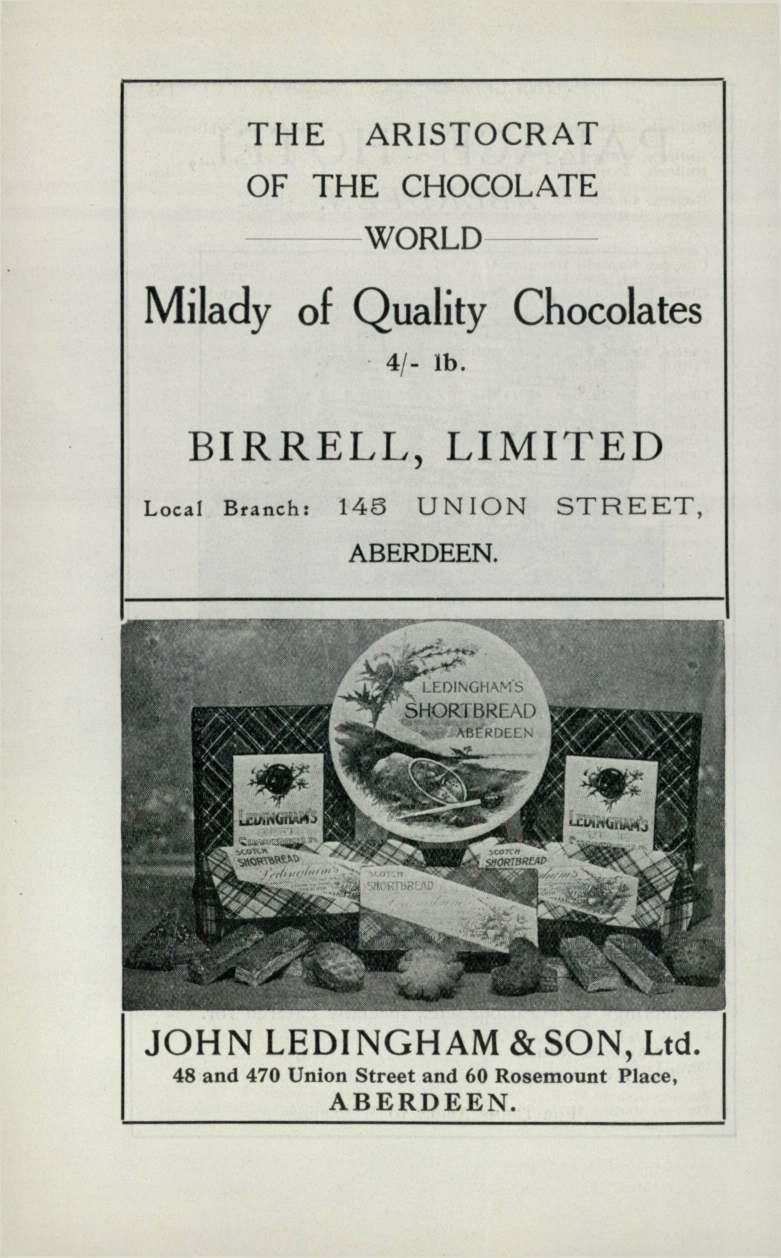 THE ARISTOCRAT
OF THE CHOCOLATE
WORLD
Milady of Quality Chocolates
4/- lb.
BIRRELL, LIMITED
Local Branch: 145 UNION STREET,
ABERDEEN.
LEDINGHAM'S
SHORTBREAD
ABERDEEN
LEDINGHAM'S
LEDINGHAM'S
SCOTCH
SHORTBREAD
Ledingham's
SCOTCH
SHORTBREAD
SCOTCH
SHORTBREAD
JOHN LEDINGHAM & SON, Ltd.
48 and 470 Union Street and 60 Rosemount Place,
ABERDEEN.